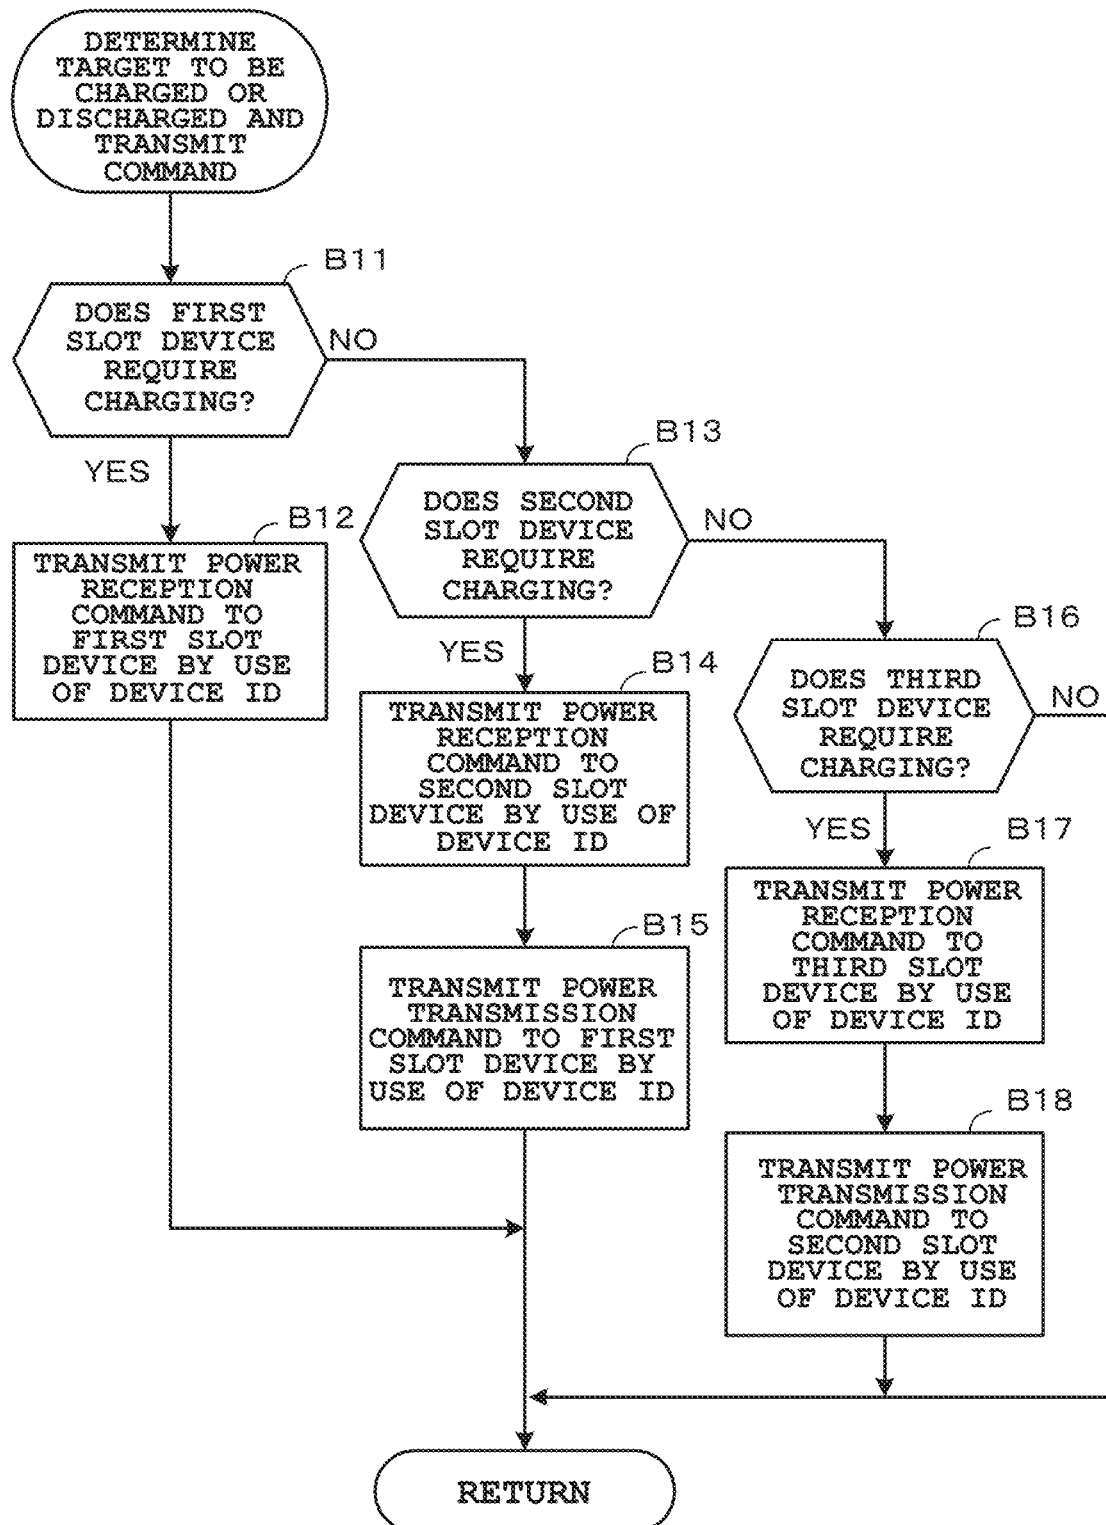 DETERMINE
TARGET TO BE
CHARGED OR
DISCHARGED AND
TRANSMIT
COMMAND
B11
DOES FIRST
SLOT DEVICE
REQUIRE
CHARGING?
NO
YES
B12
TRANSMIT POWER
RECEPTION
COMMAND TO
FIRST SLOT
DEVICE BY USE
OF DEVICE ID
B13
DOES SECOND
SLOT DEVICE
REQUIRE
CHARGING?
NO
YES
B14
TRANSMIT POWER
RECEPTION
COMMAND TO
SECOND SLOT
DEVICE BY USE OF
DEVICE ID
B15
TRANSMIT POWER
TRANSMISSION
COMMAND TO FIRST
SLOT DEVICE BY
USE OF DEVICE ID
B16
DOES THIRD
SLOT DEVICE
REQUIRE
CHARGING?
NO
YES
B17
TRANSMIT POWER
RECEPTION
COMMAND TO
THIRD SLOT
DEVICE BY USE
OF DEVICE ID
B18
TRANSMIT POWER
TRANSMISSION
COMMAND TO
SECOND SLOT
DEVICE BY USE
OF DEVICE ID
RETURN